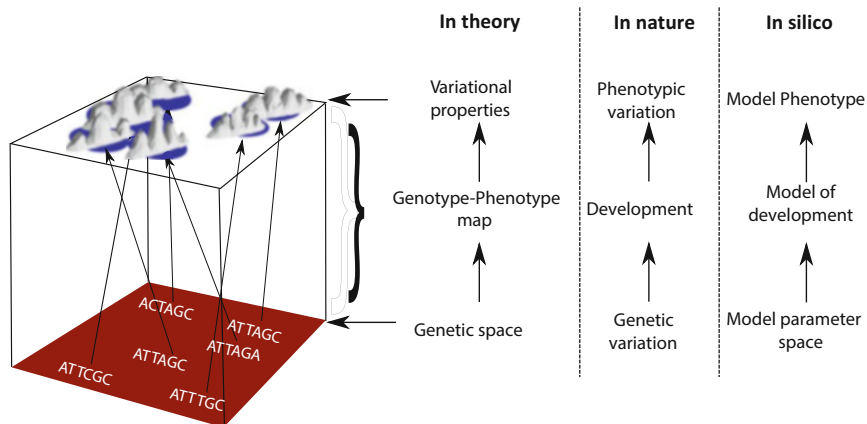 In theory
In nature
In silico
Variational
properties
Phenotypic
variation
Model Phenotype
Genotype-Phenotype
map
Development
Model of
development
Genetic space
Genetic
variation
Model parameter
space
ACTAGC
ATTAGC
ATTAGA
ATTAGC
ATTCGC
ATTTGC